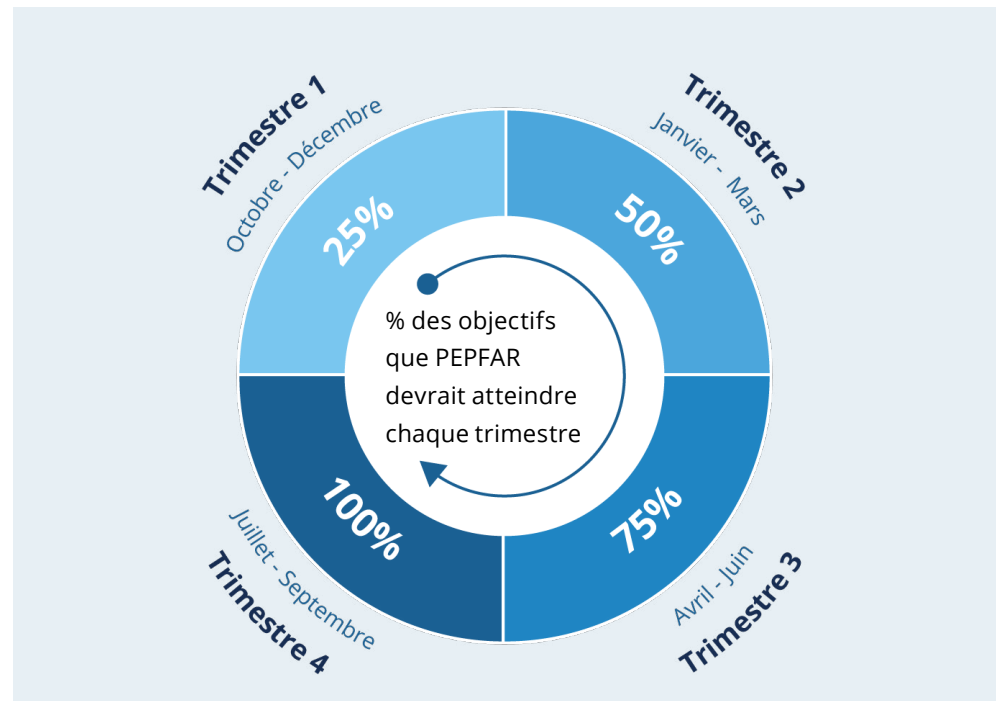 Trimestre 1
Octobre - Décembre
25%
Trimestre 2
Janvier - Mars
50%
% des objectifs
que PEPFAR
devrait atteindre
chaque trimestre
75%
Avril - Juin
Trimestre 3
100%
Juillet - Septembre
Trimestre 4